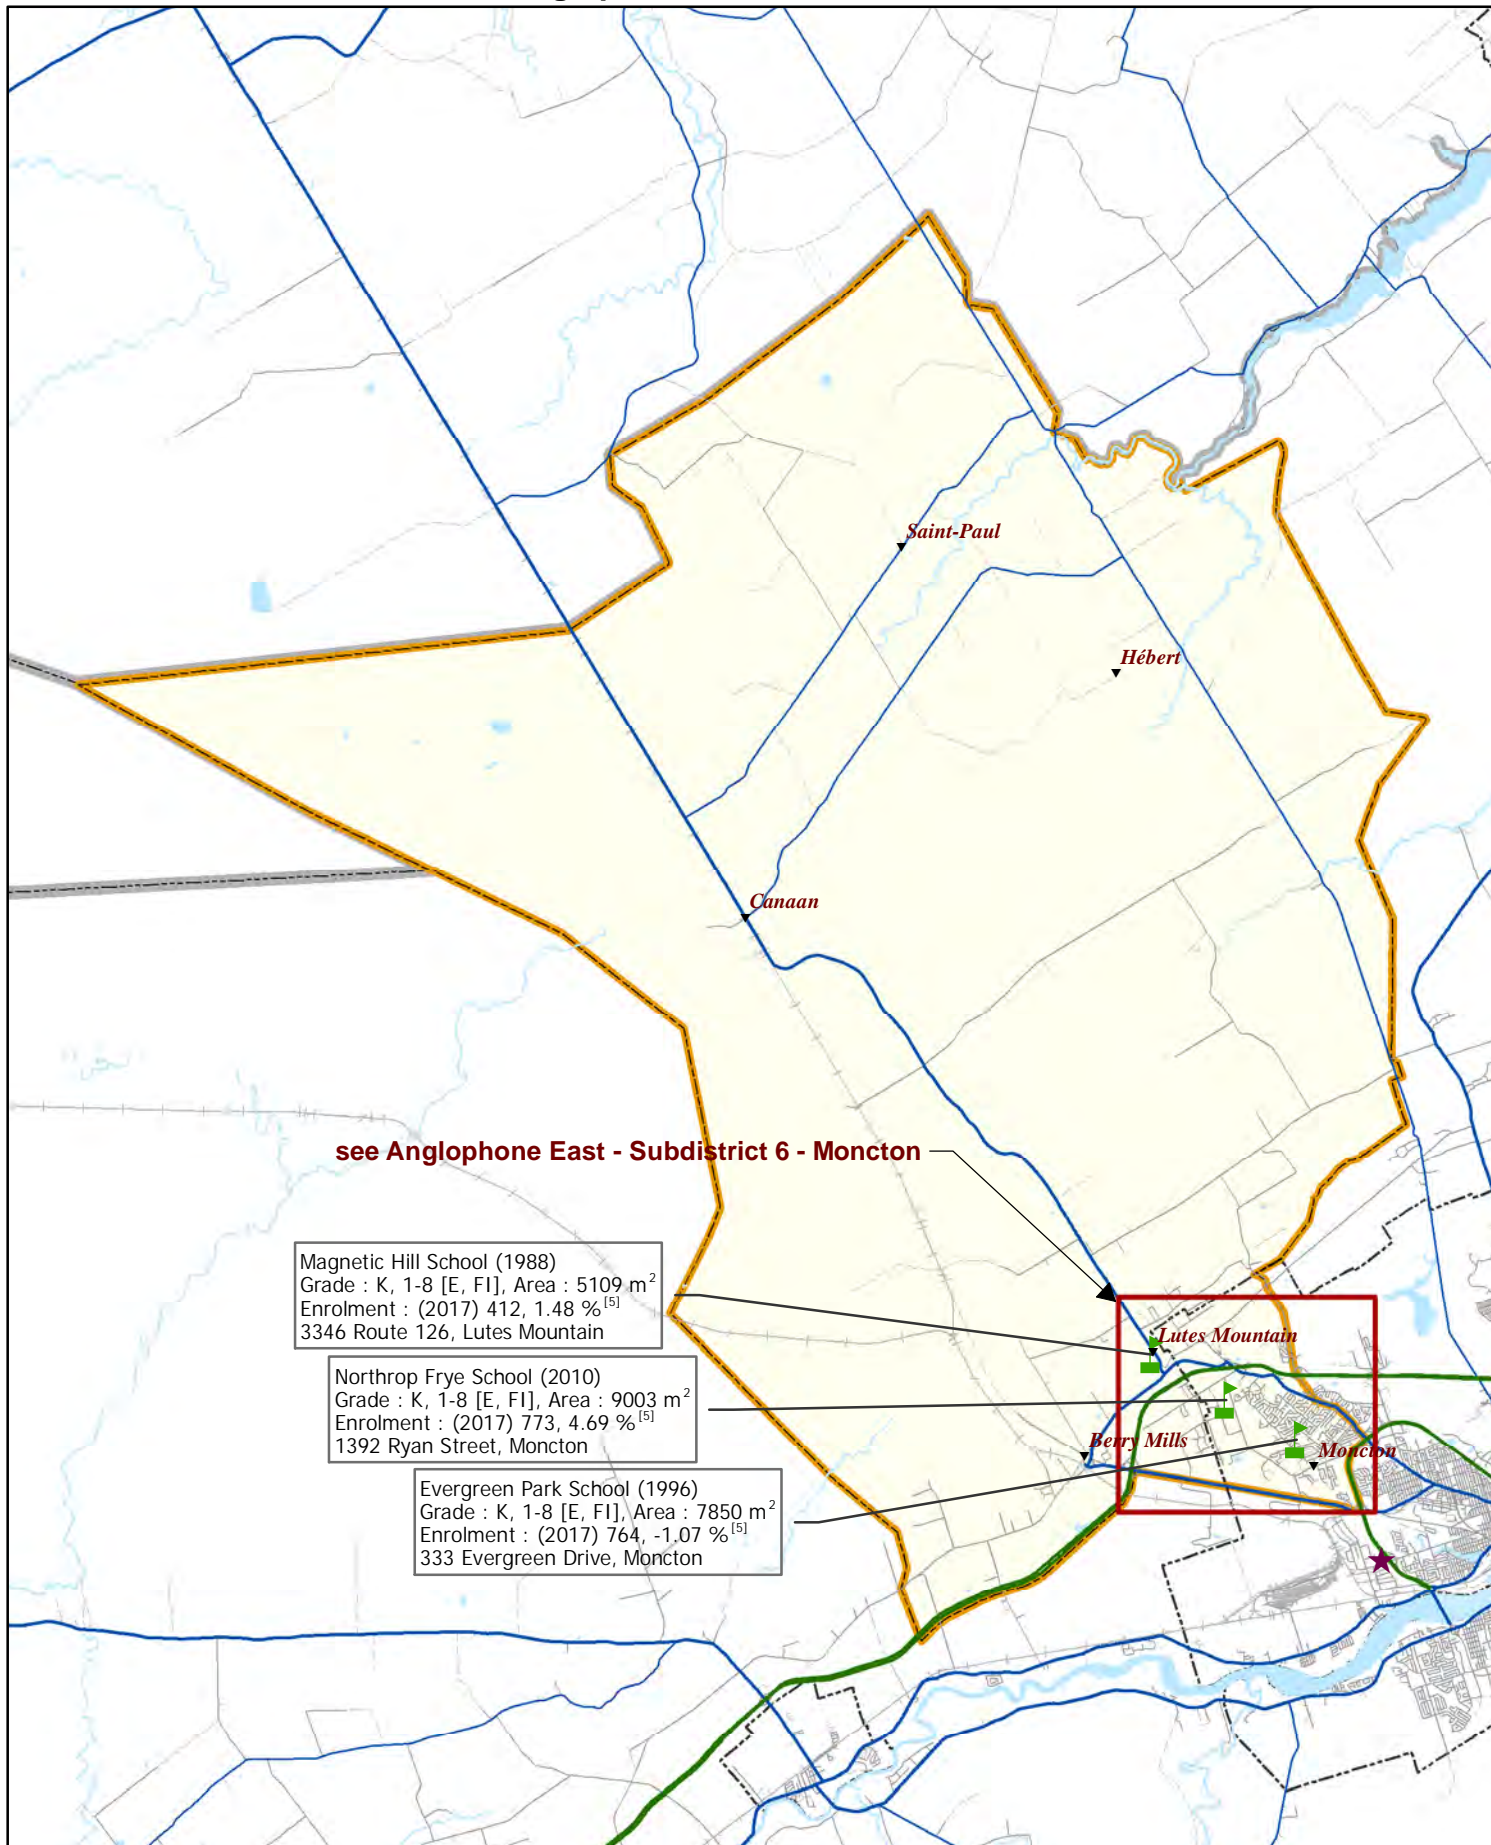 Saint-Paul
Hébert
Canaan
see Anglophone East - Subdistrict 6 - Moncton
Magnetic Hill School (1988)
Grade : K, 1-8 [E, FI], Area : 5109 m²
Enrolment : (2017) 412, 1.48 % [5]
3346 Route 126, Lutes Mountain
Lutes Mountain
Northrop Frye School (2010)
Grade : K, 1-8 [E, FI], Area : 9003 m²
Enrolment : (2017) 773, 4.69 % [5]
1392 Ryan Street, Moncton
Berry Mills
Moncton
Evergreen Park School (1996)
Grade : K, 1-8 [E, FI], Area : 7850 m²
Enrolment : (2017) 764, -1.07 % [5]
333 Evergreen Drive, Moncton